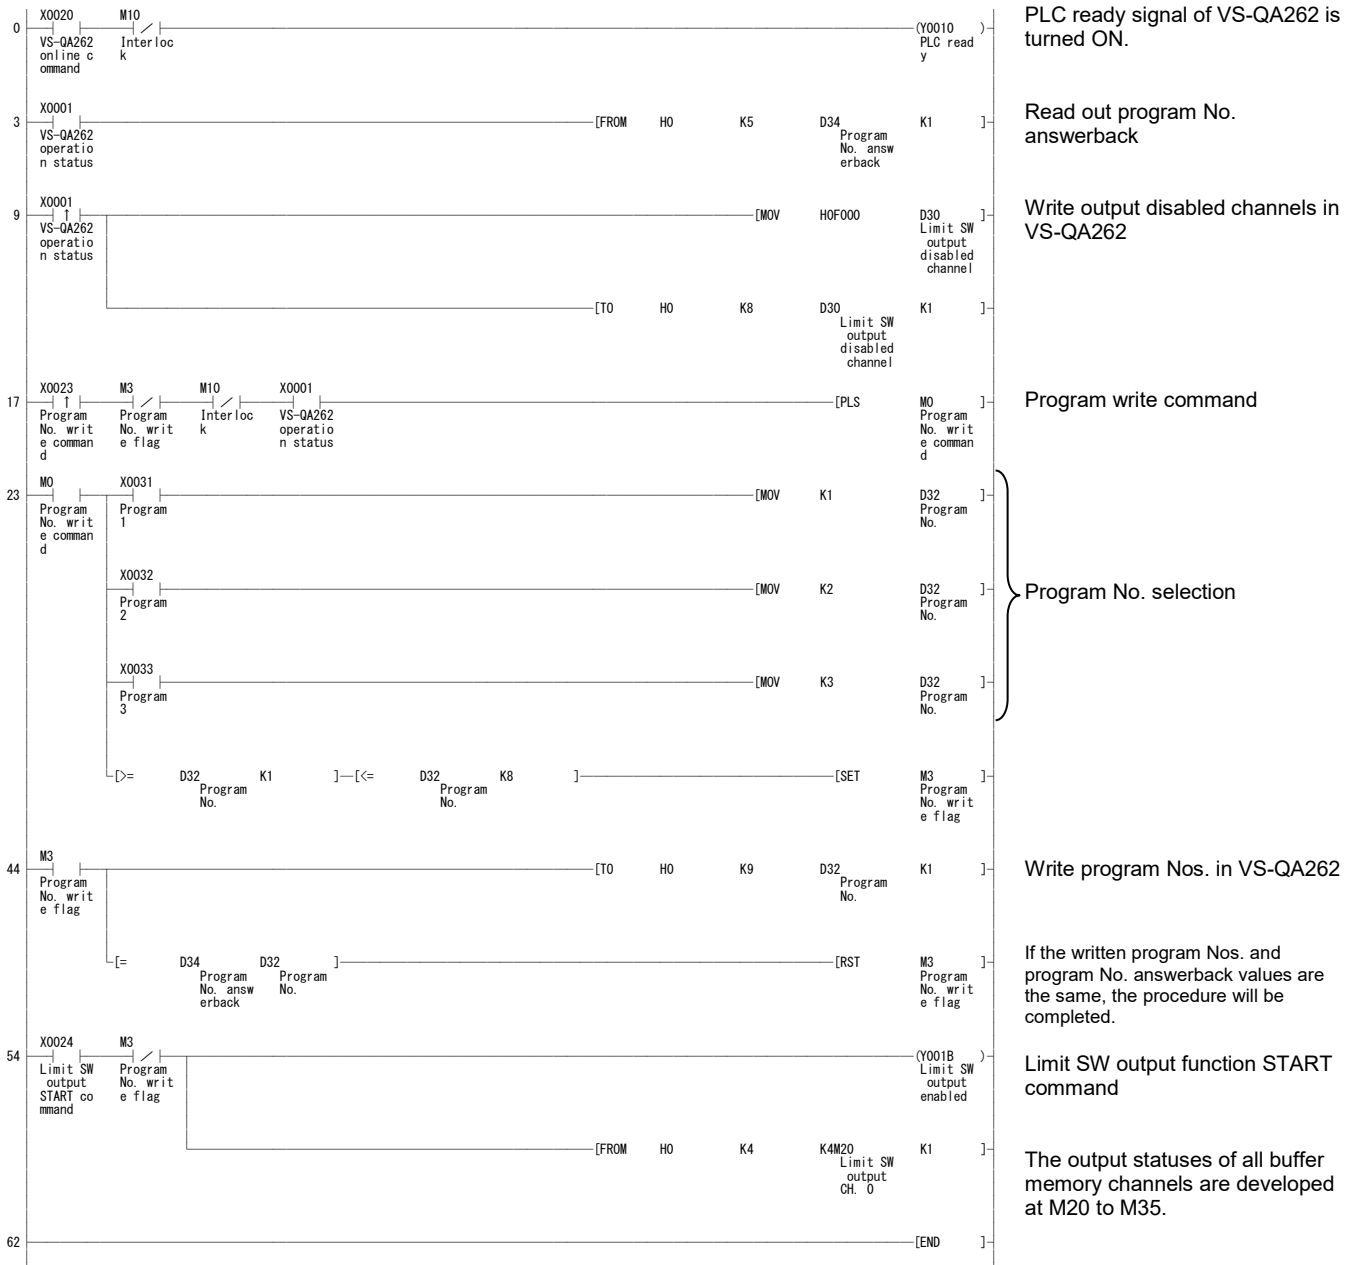 X0020 M10
0 (Y0010 )
VS-QA262 Interloc PLC read
online c k y
ommand
PLC ready signal of VS-QA262 is
turned ON.
X0001
3 [FROM H0 K5 D34 K1 ]
VS-QA262 Program
operatio No. answ
n status erback
Read out program No.
answerback
X0001
9 ↑ [MOV H0F000 D30 ]
VS-QA262 Limit SW
operatio output
n status disabled
channel
Write output disabled channels in
VS-QA262
[TO H0 K8 D30 K1 ]
Limit SW
output
disabled
channel
X0023 M3 M10 X0001
17 ↑ [PLS M0 ]
Program Program Interloc VS-QA262 Program
No. writ No. writ k operatio No. writ
e comman e flag n status e comman
d d
Program write command
M0 X0031
23 [MOV K1 D32 ]
Program Program Program
No. writ 1 No.
e comman
d
X0032
[MOV K2 D32 ]
Program Program
2 No.
Program No. selection
X0033
[MOV K3 D32 ]
Program Program
3 No.
[>= D32 K1 ] [<= D32 K8 ] [SET M3 ]
Program Program Program
No. No. No. writ
e flag
M3
44 [TO H0 K9 D32 K1 ]
Program Program
No. writ No.
e flag
Write program Nos. in VS-QA262
[= D34 D32 ] [RST M3 ]
Program Program Program
No. answ No. No. writ
erback e flag
If the written program Nos. and
program No. answerback values are
the same, the procedure will be
completed.
X0024 M3
54 (Y001B )
Limit SW Program Limit SW
output No. writ output
START co e flag enabled
mmand
Limit SW output function START
command
[FROM H0 K4 K4M20 K1 ]
Limit SW
output
CH. 0
The output statuses of all buffer
memory channels are developed
at M20 to M35.
62 [END ]